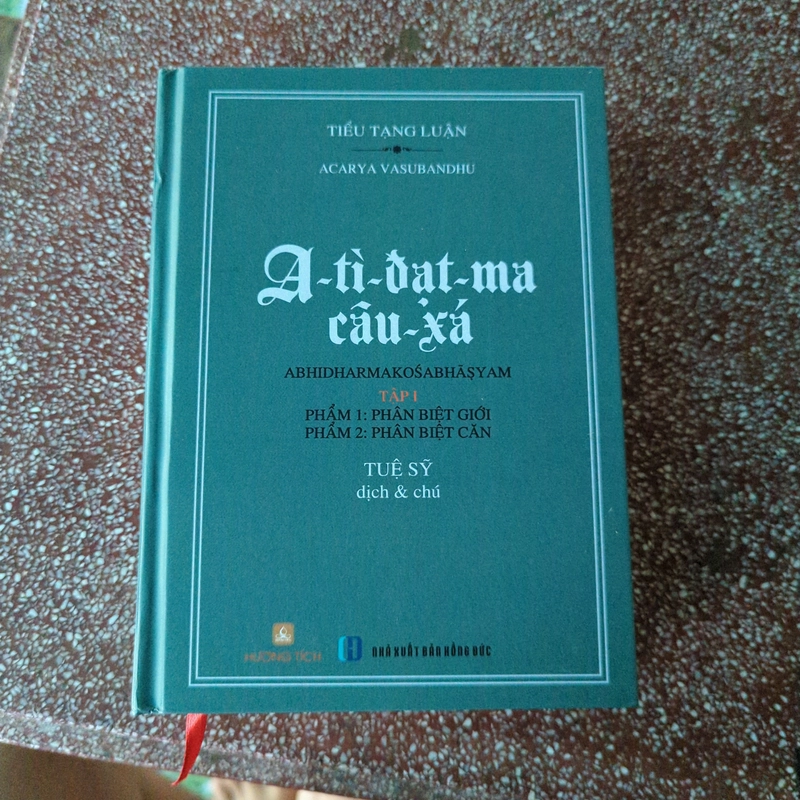 TIỂU TẠNG LUẬN
ACARYA VASUBANDHU
A-tì-đạt-ma
câu-xá
ABHIDHARMAKOŚABHĀṢYAM
TẬP I
PHẨM 1: PHÂN BIỆT GIỚI
PHẨM 2: PHÂN BIỆT CĂN
TUỆ SỸ
dịch & chú
HƯƠNG TÍCH
NHÀ XUẤT BẢN HỒNG ĐỨC